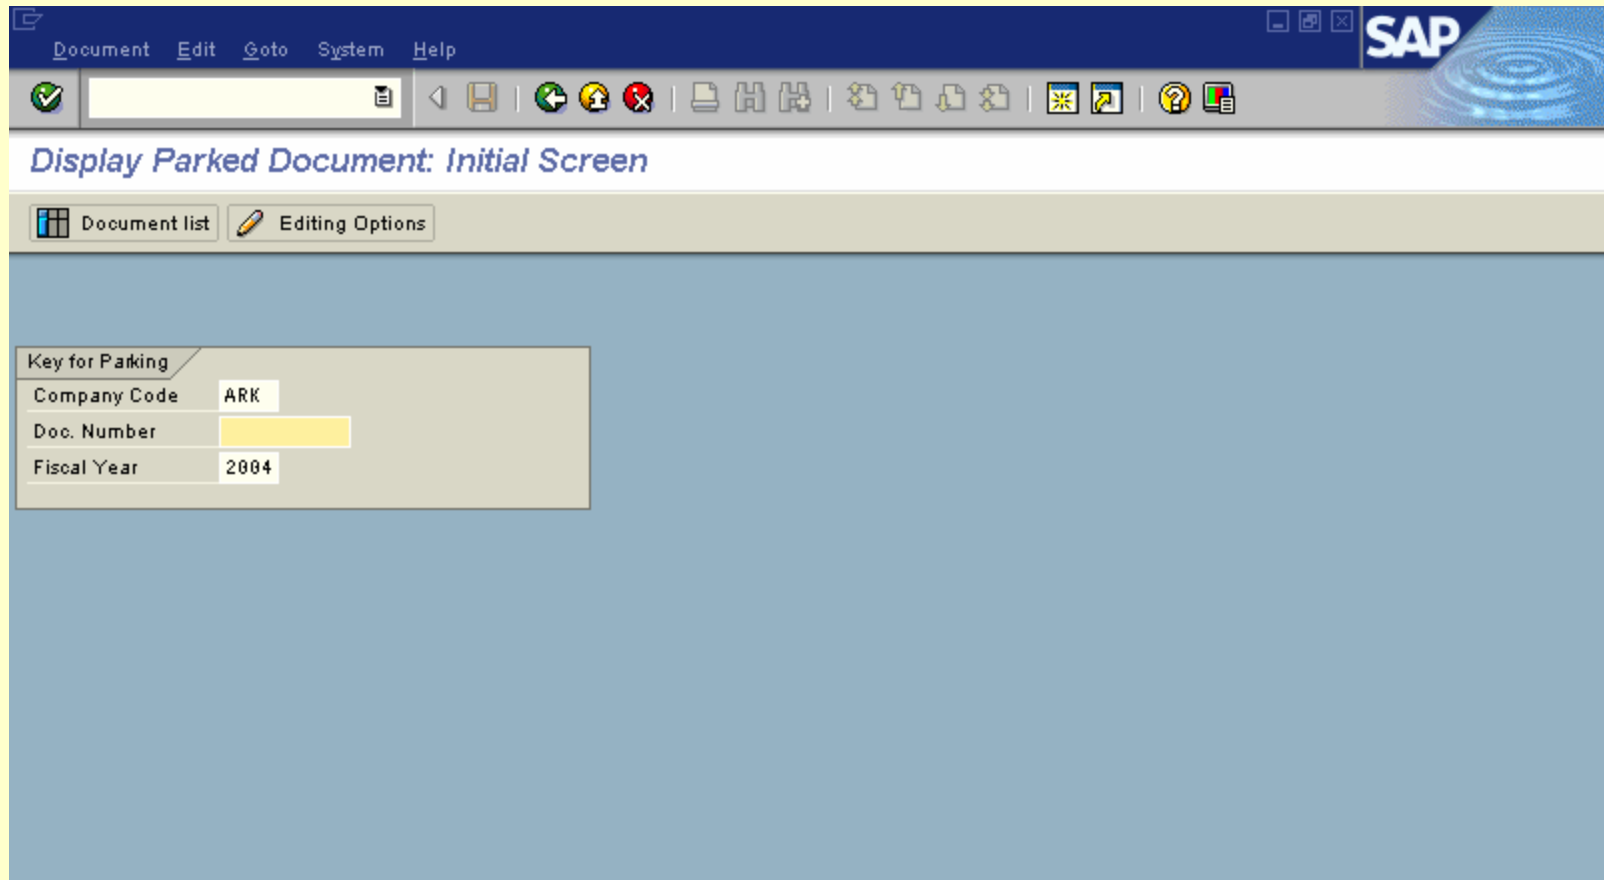 Document Edit Goto System Help
SAP
Display Parked Document: Initial Screen
Document list Editing Options
Key for Parking
Company Code ARK
Doc. Number
Fiscal Year 2004